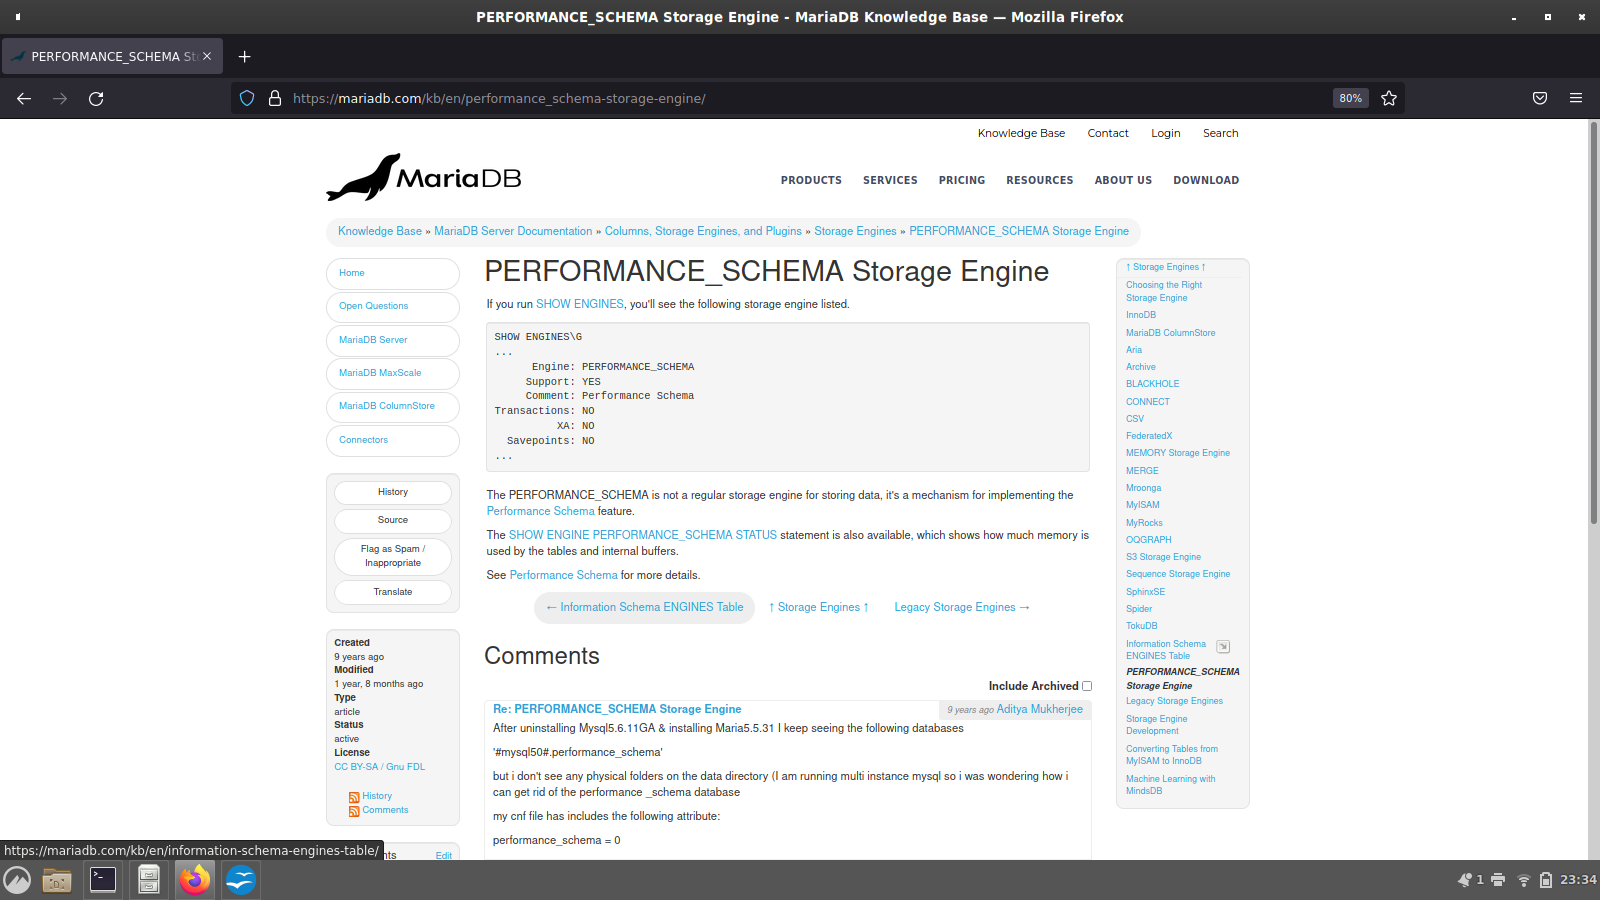 PERFORMANCE_SCHEMA Storage Engine - MariaDB Knowledge Base — Mozilla Firefox
PERFORMANCE_SCHEMA
https://mariadb.com/kb/en/performance_schema-storage-engine/
80%
Knowledge Base Contact Login Search
MariaDB
PRODUCTS SERVICES PRICING RESOURCES ABOUT US DOWNLOAD
Knowledge Base » MariaDB Server Documentation » Columns, Storage Engines, and Plugins » Storage Engines » PERFORMANCE_SCHEMA Storage Engine
Home
Open Questions
MariaDB Server
MariaDB MaxScale
MariaDB ColumnStore
Connectors
History
Source
Flag as Spam /
Inappropriate
Translate
Created
9 years ago
Modified
1 year, 8 months ago
Type
article
Status
active
License
CC BY-SA / Gnu FDL
History
Comments
nts Edit
PERFORMANCE_SCHEMA Storage Engine
If you run SHOW ENGINES, you'll see the following storage engine listed.
SHOW ENGINES\G
...
Engine: PERFORMANCE_SCHEMA
Support: YES
Comment: Performance Schema
Transactions: NO
XA: NO
Savepoints: NO
...
The PERFORMANCE_SCHEMA is not a regular storage engine for storing data, it's a mechanism for implementing the
Performance Schema feature.
The SHOW ENGINE PERFORMANCE_SCHEMA STATUS statement is also available, which shows how much memory is
used by the tables and internal buffers.
See Performance Schema for more details.
← Information Schema ENGINES Table ↑ Storage Engines ↑ Legacy Storage Engines →
Comments
Include Archived
Re: PERFORMANCE_SCHEMA Storage Engine
9 years ago Aditya Mukherjee
After uninstalling Mysql5.6.11GA & installing Maria5.5.31 I keep seeing the following databases
'#mysql50#.performance_schema'
but i don't see any physical folders on the data directory (I am running multi instance mysql so i was wondering how i
can get rid of the performance _schema database
my cnf file has includes the following attribute:
performance_schema = 0
↑ Storage Engines ↑
Choosing the Right
Storage Engine
InnoDB
MariaDB ColumnStore
Aria
Archive
BLACKHOLE
CONNECT
CSV
FederatedX
MEMORY Storage Engine
MERGE
Mroonga
MyISAM
MyRocks
OQGRAPH
S3 Storage Engine
Sequence Storage Engine
SphinxSE
Spider
TokuDB
Information Schema
ENGINES Table
PERFORMANCE_SCHEMA
Storage Engine
Legacy Storage Engines
Storage Engine
Development
Converting Tables from
MyISAM to InnoDB
Machine Learning with
MindsDB
https://mariadb.com/kb/en/information-schema-engines-table/
1
23:34